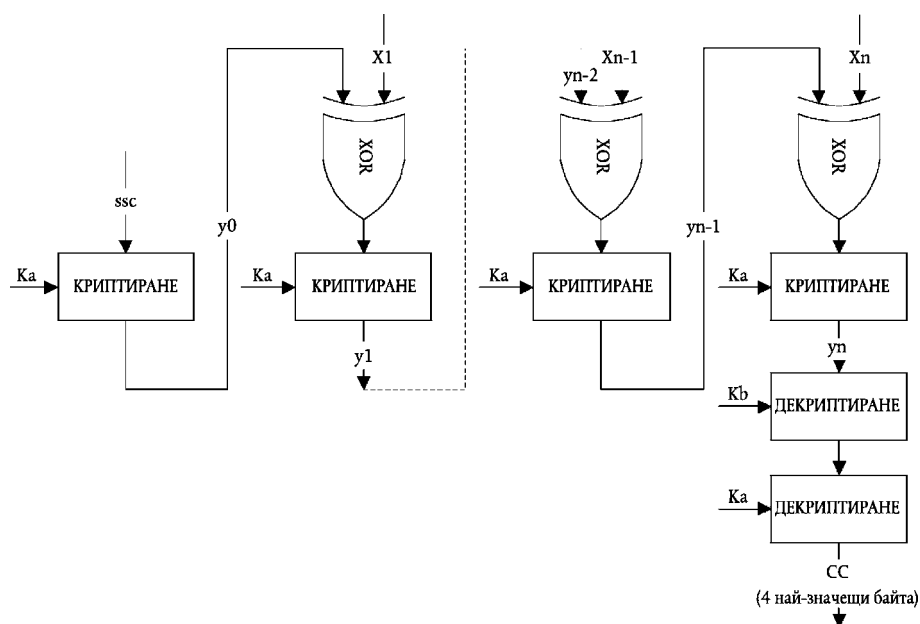 X1
Xn-1
yn-2
Xn
XOR
XOR
XOR
ssc
y0
yn-1
Ka
КРИПТИРАНЕ
Ka
КРИПТИРАНЕ
Ka
КРИПТИРАНЕ
Ka
КРИПТИРАНЕ
y1
yn
Kb
ДЕКРИПТИРАНЕ
Ka
ДЕКРИПТИРАНЕ
CC
(4 най-значещи байта)